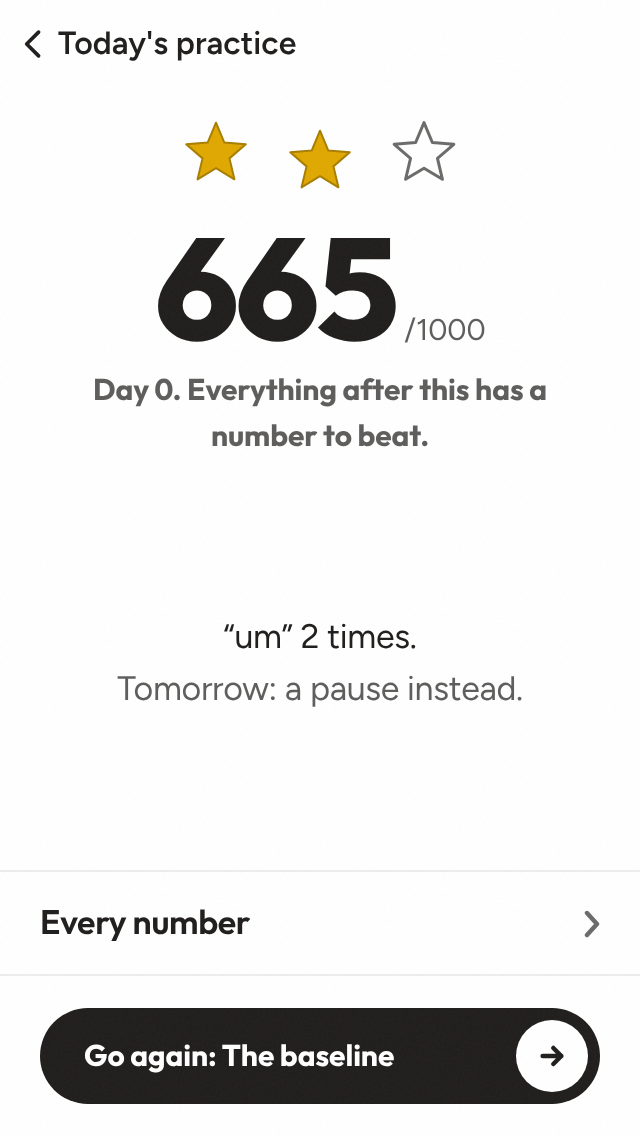 Today's practice
665 /1000
Day 0. Everything after this has a
number to beat.
“um” 2 times.
Tomorrow: a pause instead.
Every number
Go again: The baseline